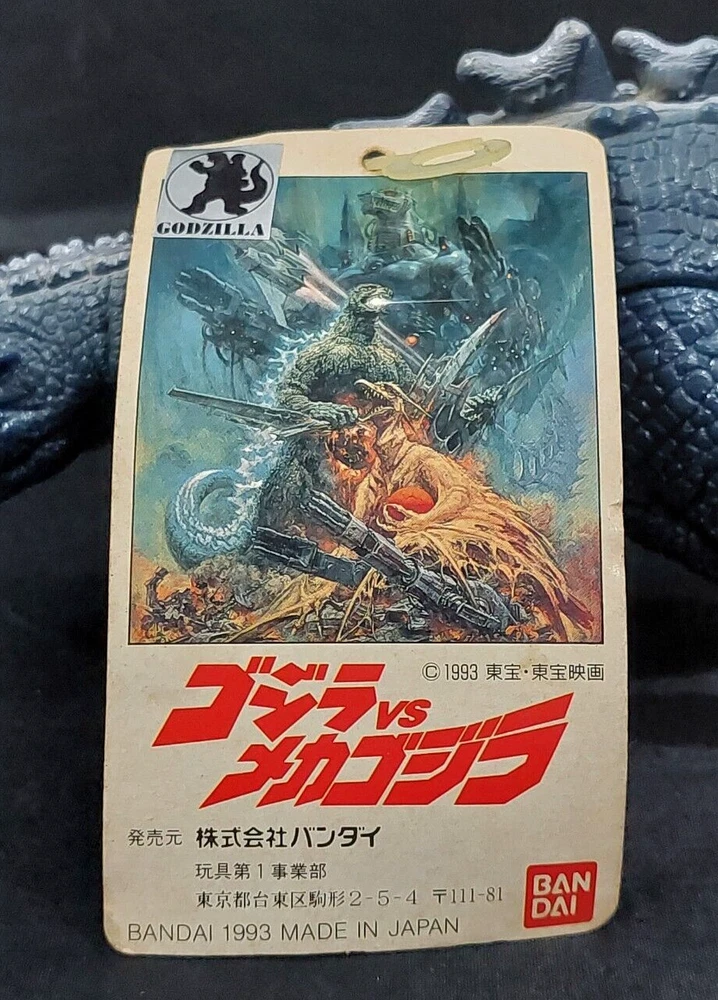 GODZILLA
©1993 東宝・東宝映画
ゴジラVS
メカゴジラ
発売元 株式会社バンダイ
玩具第1事業部
東京都台東区駒形2-5-4 〒111-81
BANDAI 1993 MADE IN JAPAN
BAN
DAI